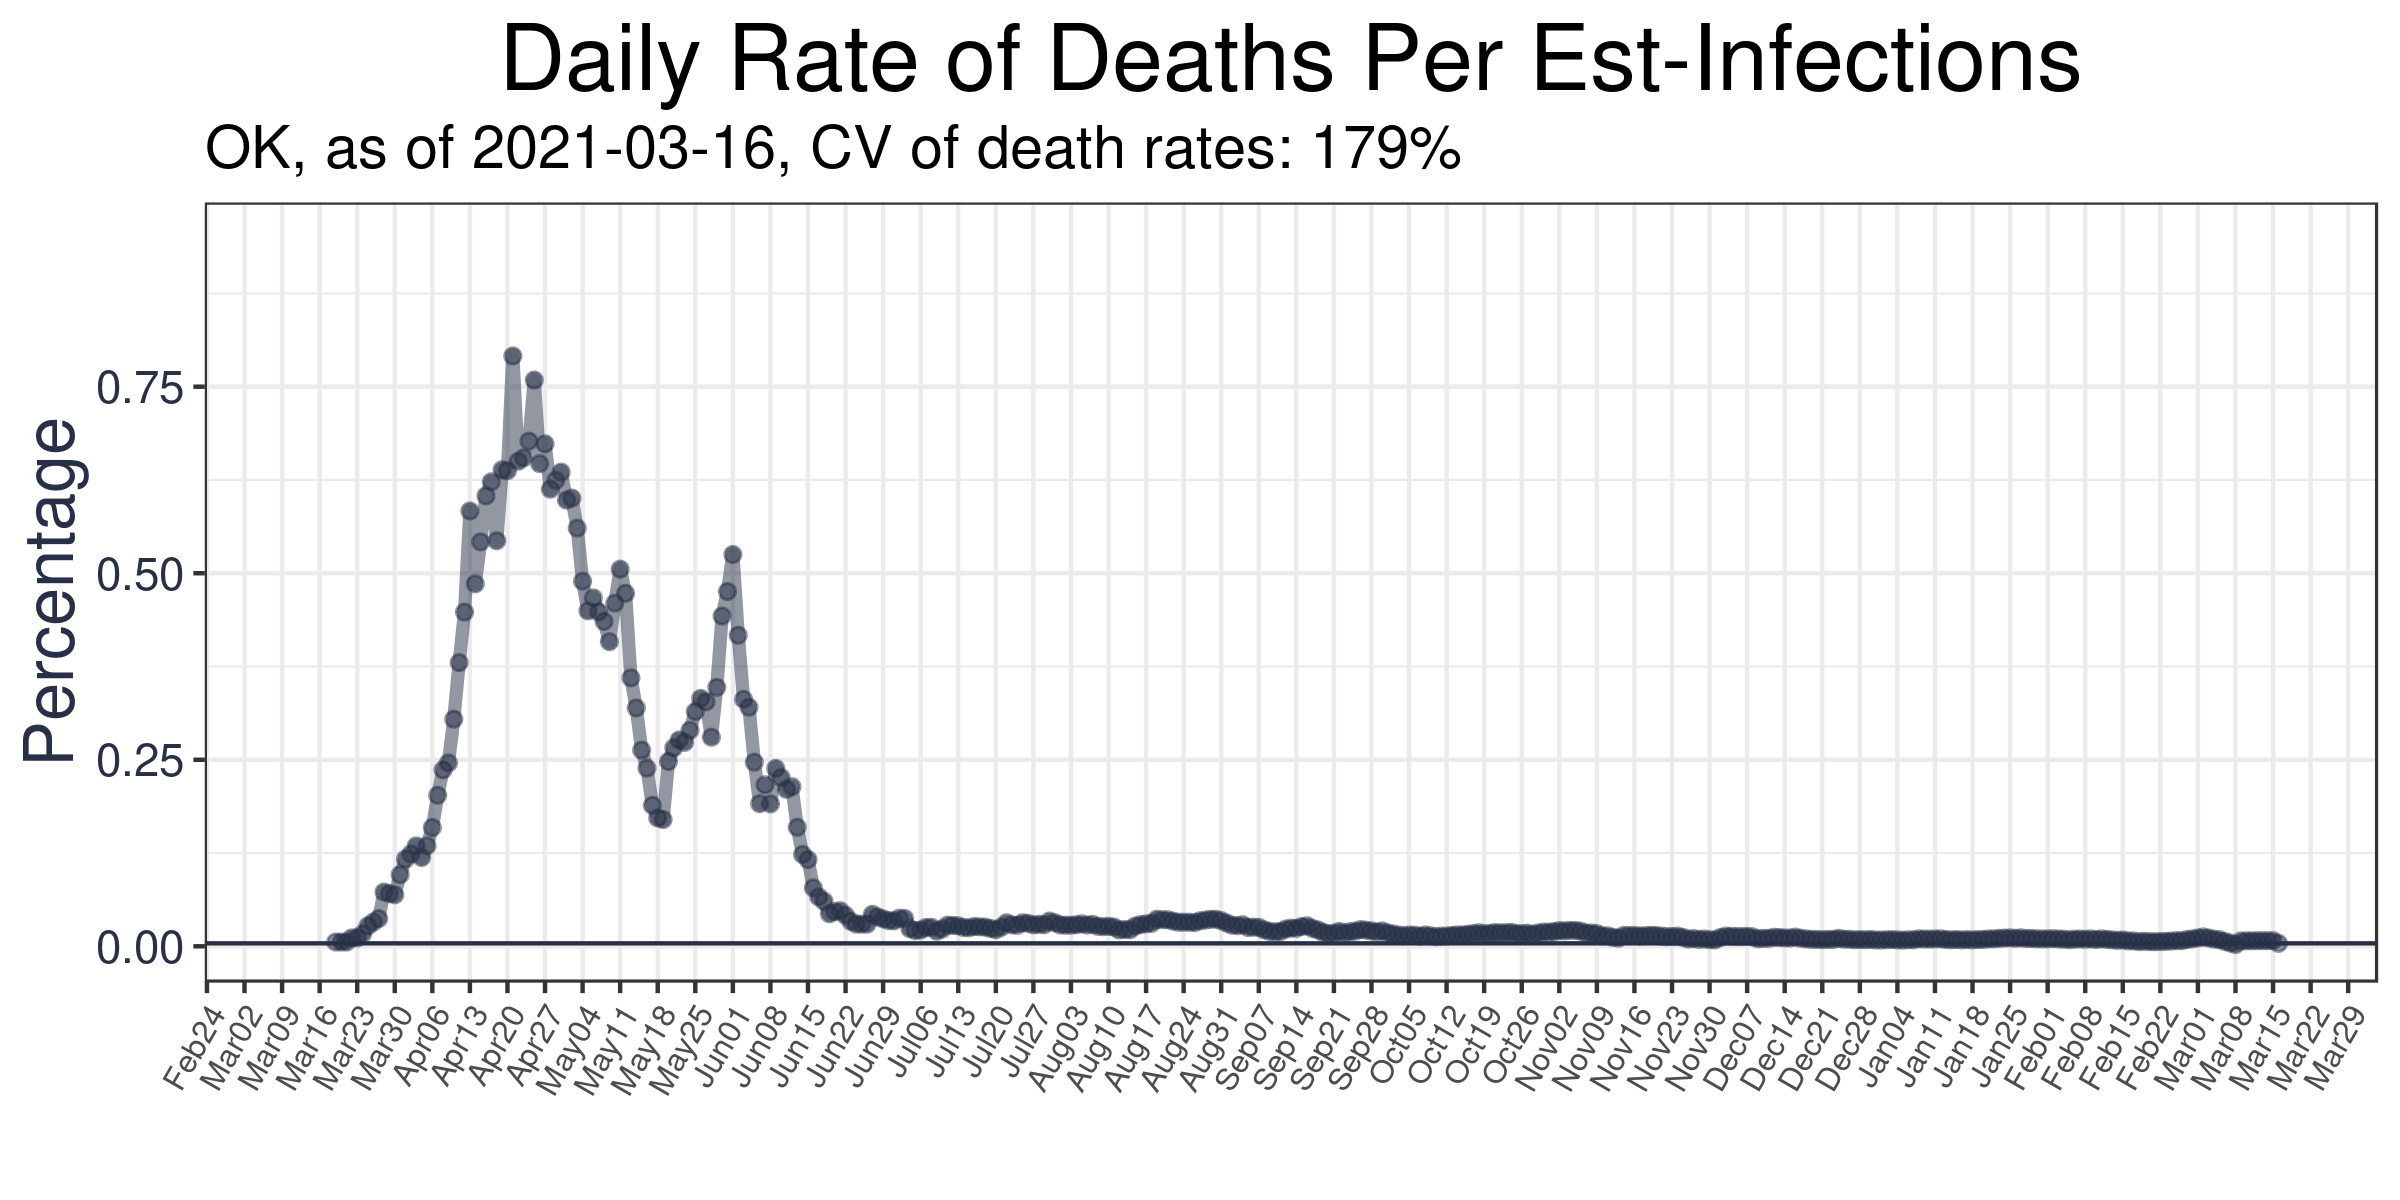 Daily Rate of Deaths Per Est-Infections
OK, as of 2021-03-16, CV of death rates: 179%
Percentage
0.75
0.50
0.25
0.00
Feb24
Mar02
Mar09
Mar16
Mar23
Mar30
Apr06
Apr13
Apr20
Apr27
May04
May11
May18
May25
Jun01
Jun08
Jun15
Jun22
Jun29
Jul06
Jul13
Jul20
Jul27
Aug03
Aug10
Aug17
Aug24
Aug31
Sep07
Sep14
Sep21
Sep28
Oct05
Oct12
Oct19
Oct26
Nov02
Nov09
Nov16
Nov23
Nov30
Dec07
Dec14
Dec21
Dec28
Jan04
Jan11
Jan18
Jan25
Feb01
Feb08
Feb15
Feb22
Mar01
Mar08
Mar15
Mar22
Mar29